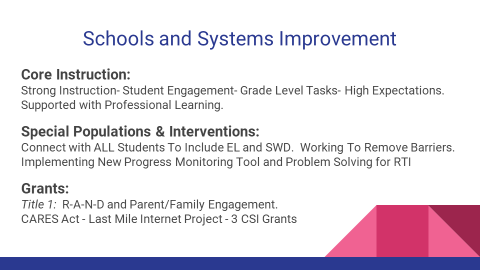 Schools and Systems Improvement
Core Instruction:
Strong Instruction- Student Engagement- Grade Level Tasks- High Expectations.
Supported with Professional Learning.
Special Populations & Interventions:
Connect with ALL Students To Include EL and SWD.  Working To Remove Barriers.
Implementing New Progress Monitoring Tool and Problem Solving for RTI
Grants:
Title 1:  R-A-N-D and Parent/Family Engagement.
CARES Act - Last Mile Internet Project - 3 CSI Grants